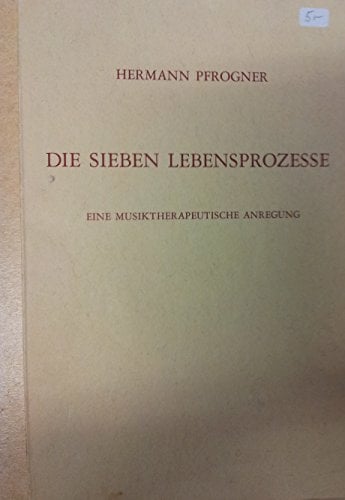 5-
HERMANN PFROGNER
DIE SIEBEN LEBENSPROZESSE
EINE MUSIKTHERAPEUTISCHE ANREGUNG